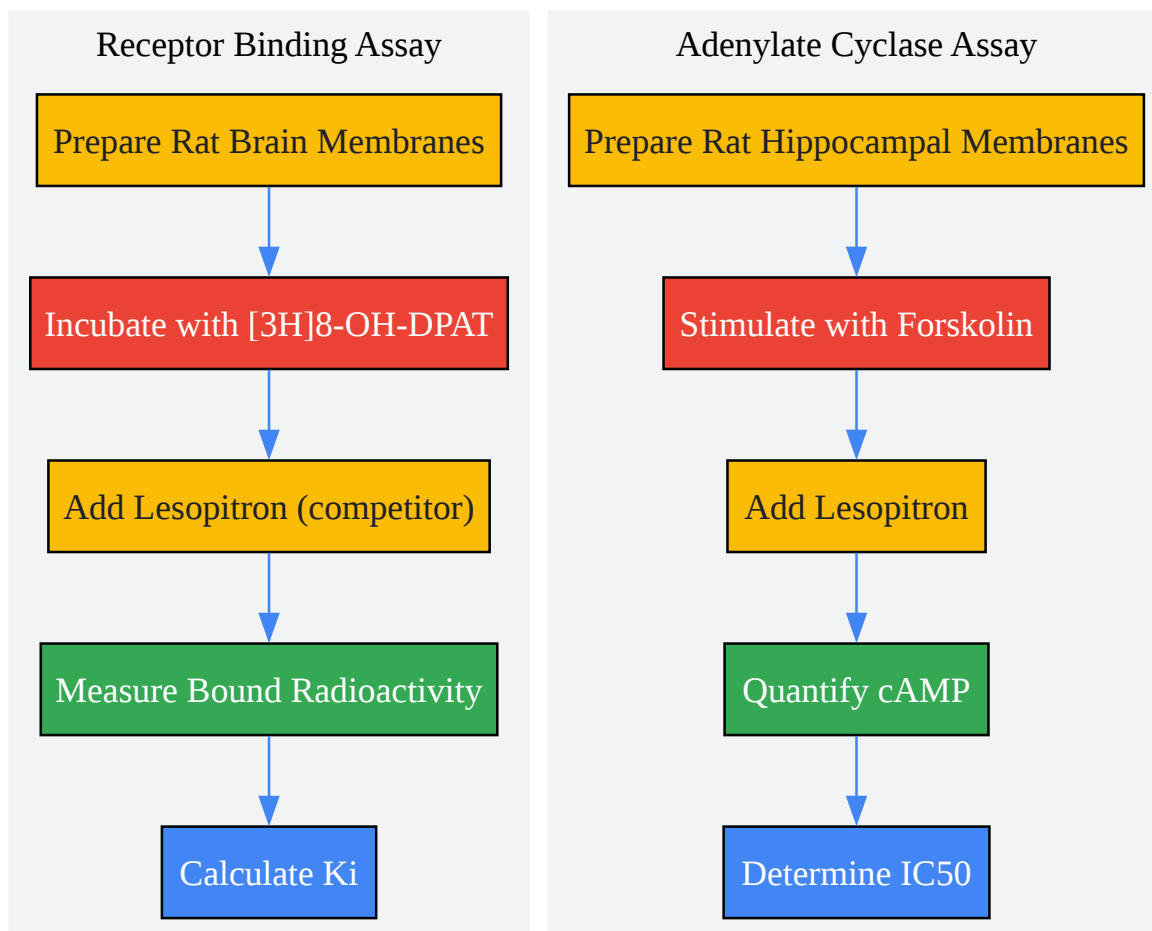 Receptor Binding Assay
Prepare Rat Brain Membranes
Incubate with [3H]8-OH-DPAT
Add Lesopitron (competitor)
Measure Bound Radioactivity
Calculate Ki
Adenylate Cyclase Assay
Prepare Rat Hippocampal Membranes
Stimulate with Forskolin
Add Lesopitron
Quantify cAMP
Determine IC50